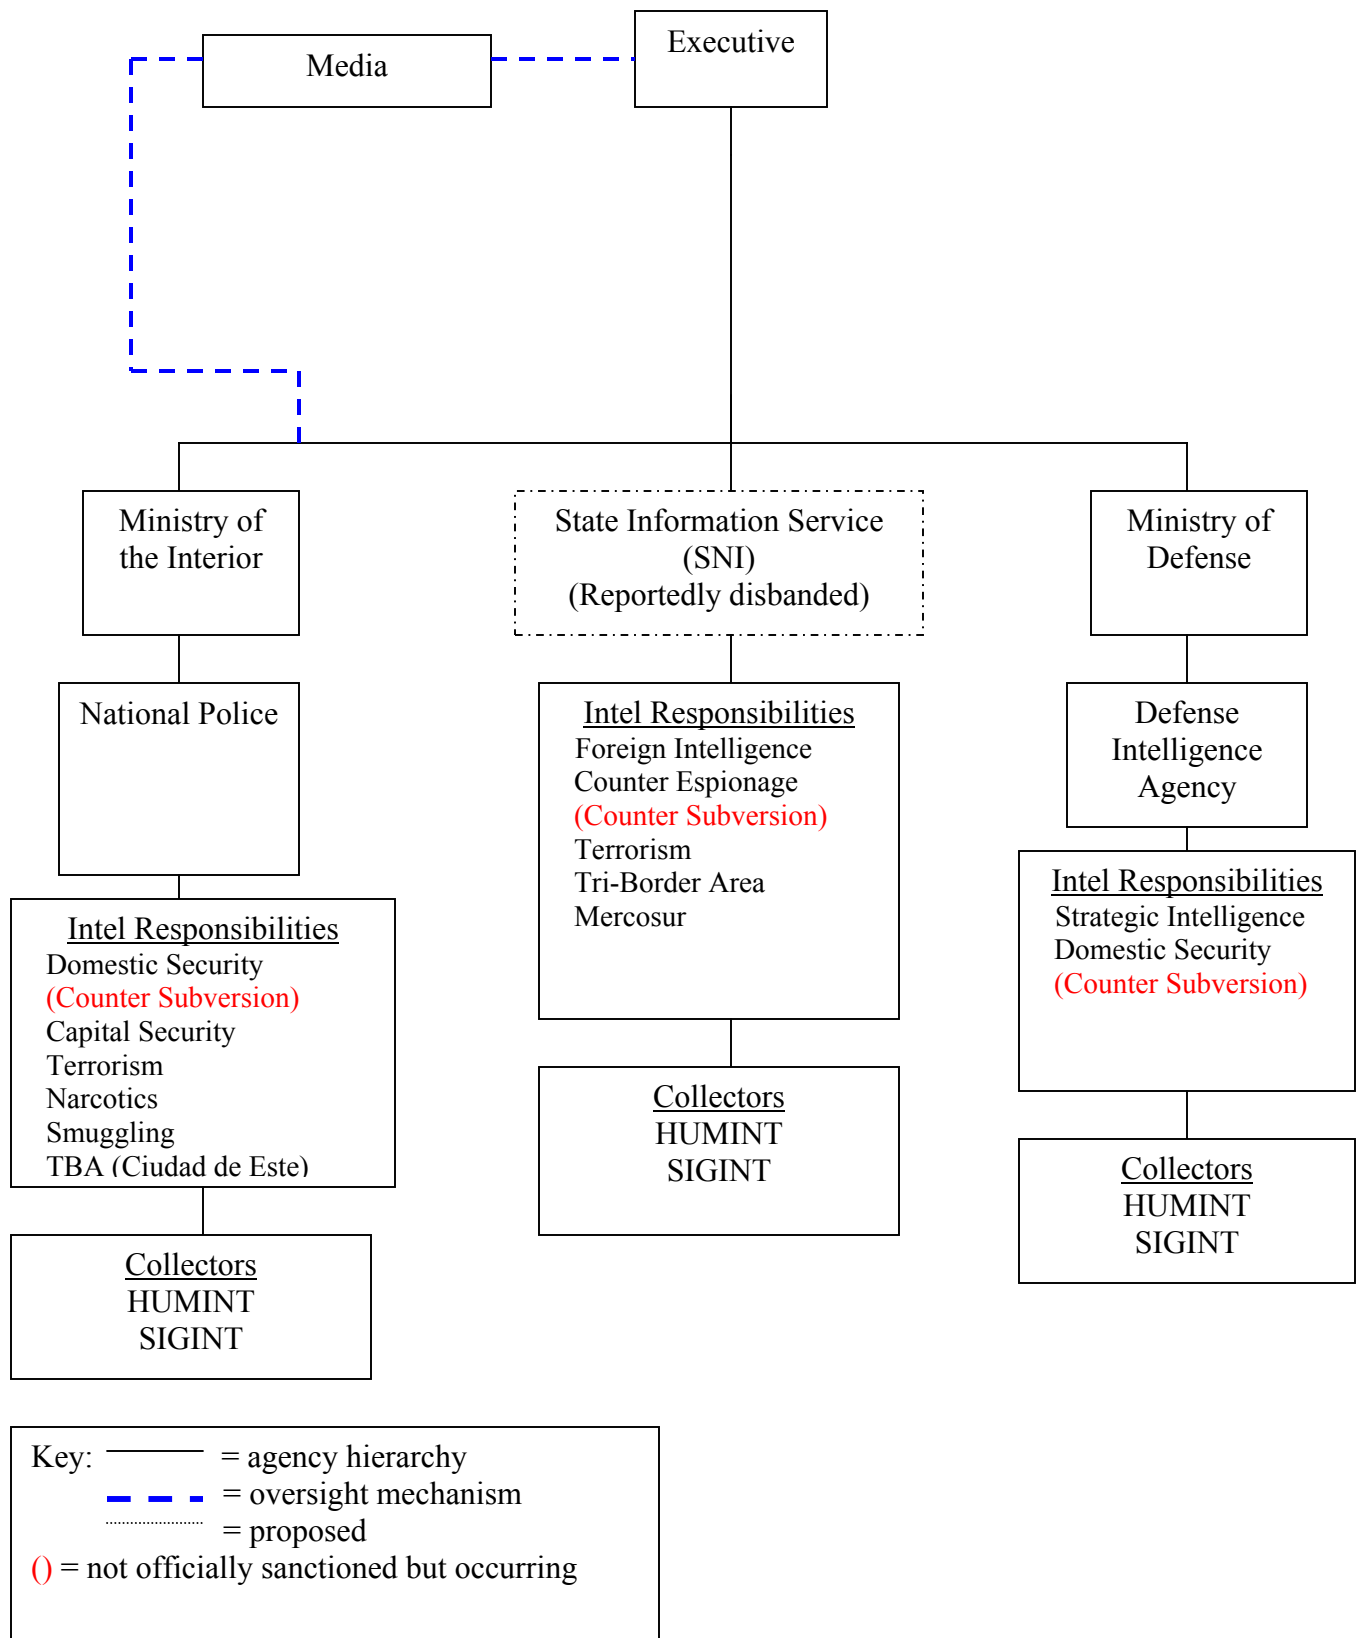 Media
Executive
Ministry of
the Interior
State Information Service
(SNI)
(Reportedly disbanded)
Ministry of
Defense
National Police
Intel Responsibilities
Domestic Security
(Counter Subversion)
Capital Security
Terrorism
Narcotics
Smuggling
TBA (Ciudad de Este)
Collectors
HUMINT
SIGINT
Intel Responsibilities
Foreign Intelligence
Counter Espionage
(Counter Subversion)
Terrorism
Tri-Border Area
Mercosur
Collectors
HUMINT
SIGINT
Defense
Intelligence
Agency
Intel Responsibilities
Strategic Intelligence
Domestic Security
(Counter Subversion)
Collectors
HUMINT
SIGINT
Key: = agency hierarchy
= oversight mechanism
= proposed
() = not officially sanctioned but occurring